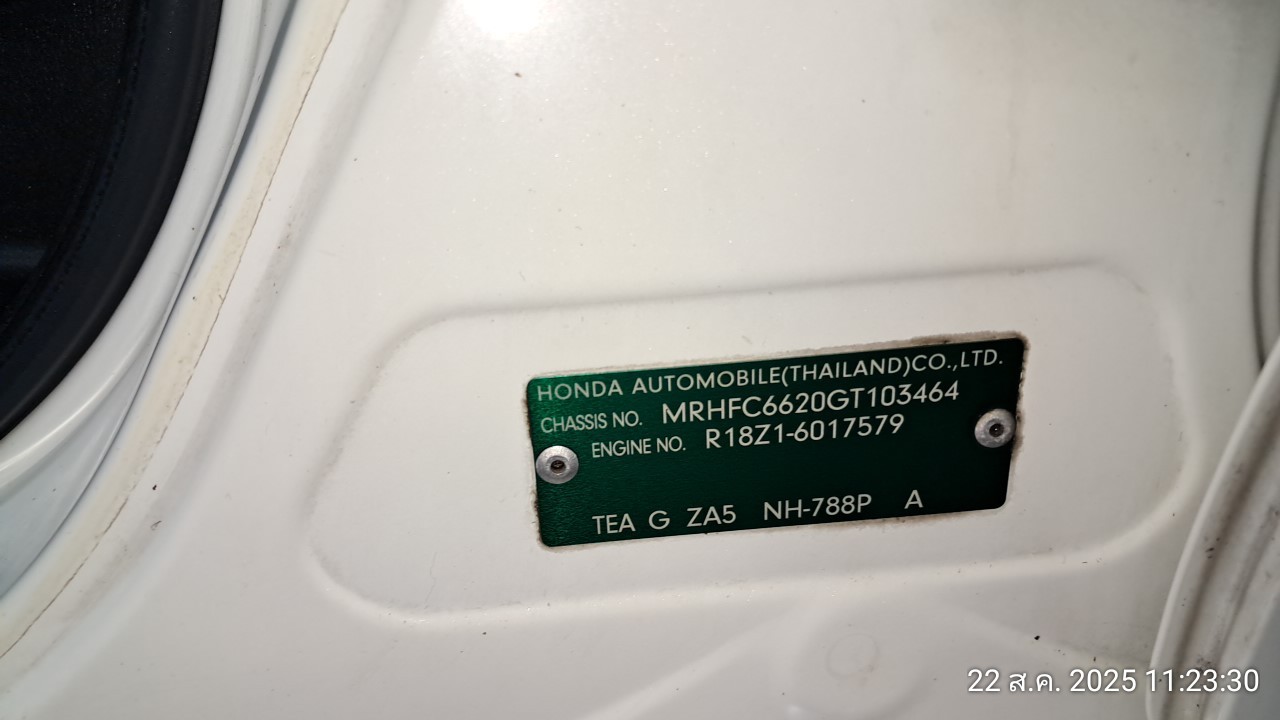 HONDA AUTOMOBILE(THAILAND)CO.,LTD.
CHASSIS NO. MRHFC6620GT103464
ENGINE NO. R18Z1-6017579
TEA G ZA5 NH-788P A
22 ส.ค. 2025 11:23:30